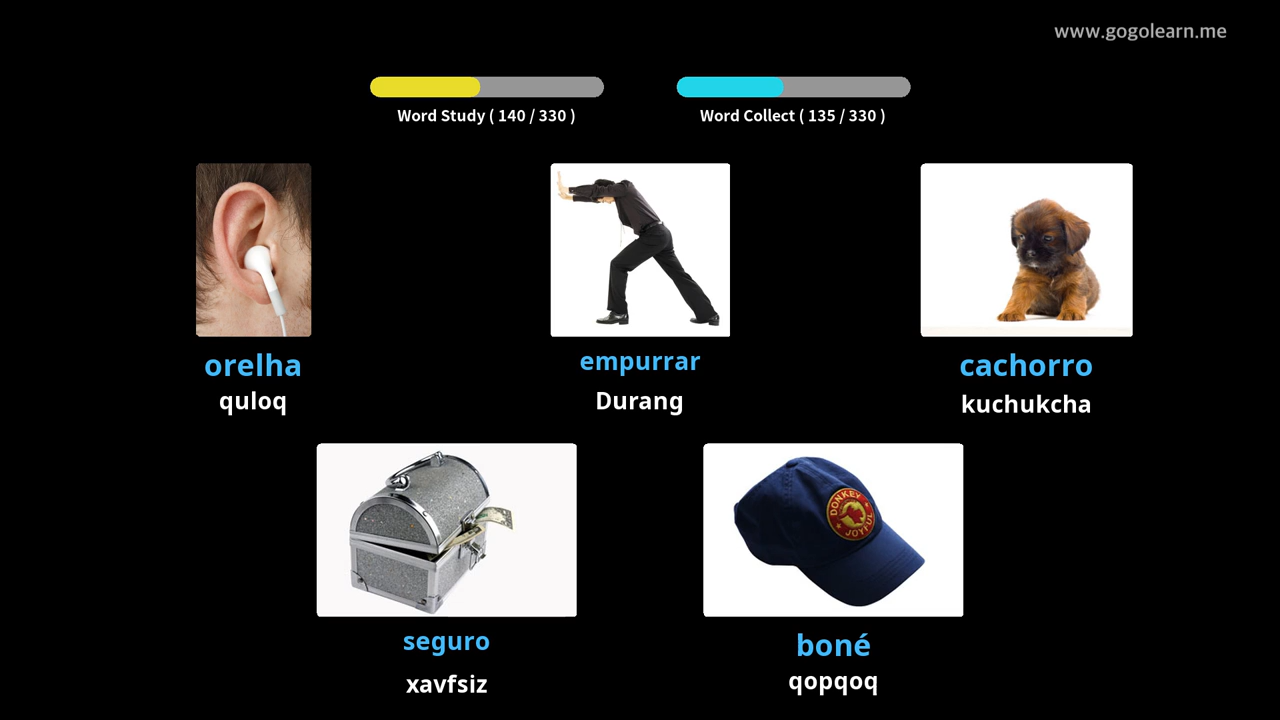 www.gogolearn.me
Word Study ( 140 / 330 )
Word Collect ( 135 / 330 )
orelha
quloq
empurrar
Durang
cachorro
kuchukcha
DONKEY
JOYFUL
seguro
xavfsiz
boné
qopqoq